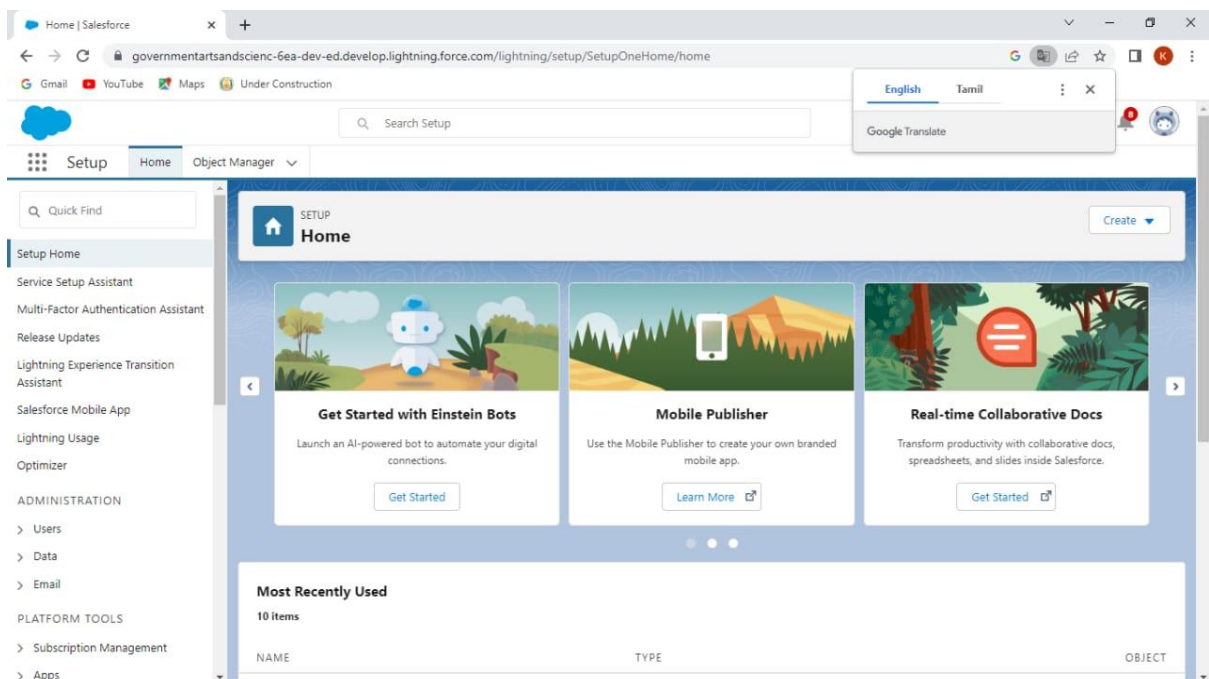 Home | Salesforce
governmentartsandscienc-6ea-dev-ed.develop.lightning.force.com/lightning/setup/SetupOneHome/home
K
Gmail
YouTube
Maps
Under Construction
English
Tamil
Google Translate
Search Setup
8
Setup
Home
Object Manager
Quick Find
Setup Home
Service Setup Assistant
Multi-Factor Authentication Assistant
Release Updates
Lightning Experience Transition
Assistant
Salesforce Mobile App
Lightning Usage
Optimizer
ADMINISTRATION
Users
Data
Email
PLATFORM TOOLS
Subscription Management
Apps
SETUP
Home
Create
Get Started with Einstein Bots
Launch an AI-powered bot to automate your digital
connections.
Get Started
Mobile Publisher
Use the Mobile Publisher to create your own branded
mobile app.
Learn More
Real-time Collaborative Docs
Transform productivity with collaborative docs,
spreadsheets, and slides inside Salesforce.
Get Started
Most Recently Used
10 items
NAME TYPE OBJECT